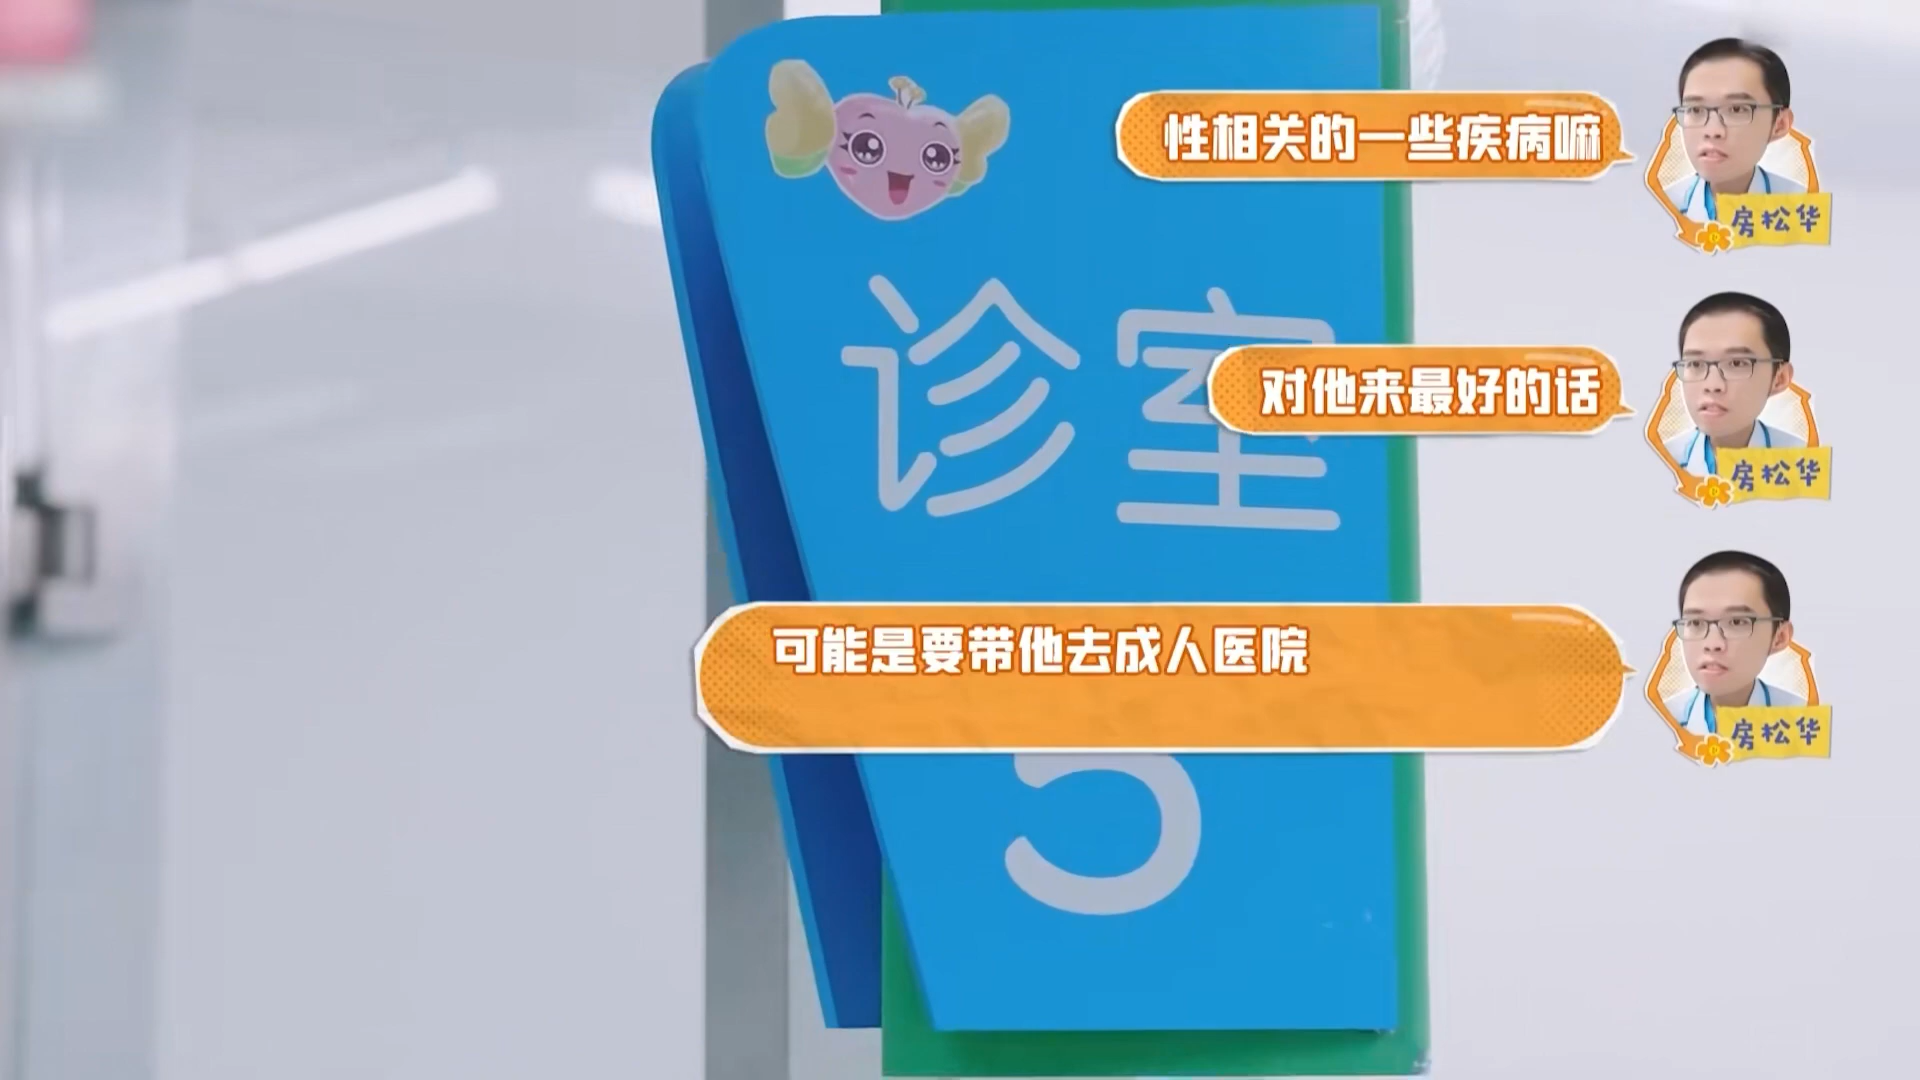 性相关的一些疾病嘛
房松华
诊室
对他来最好的话
房松华
可能是要带他去成人医院
房松华
5